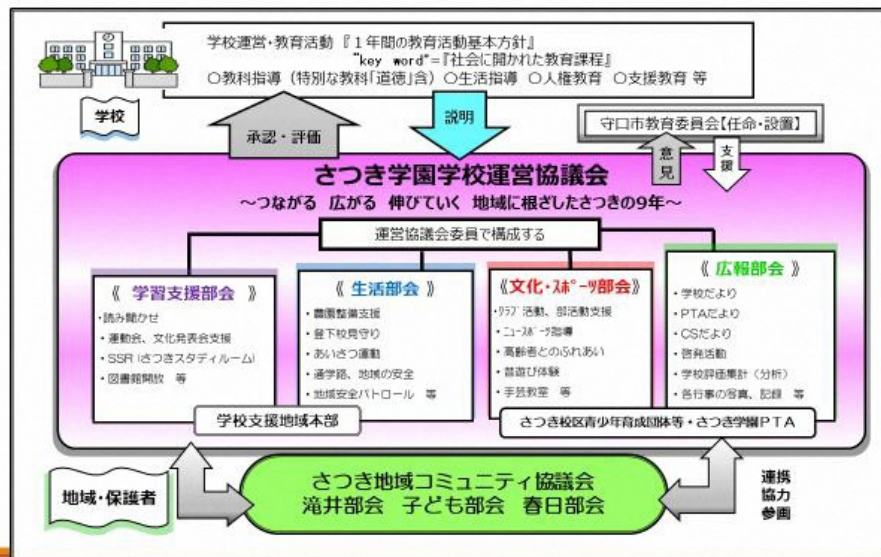 学校運営・教育活動 『１年間の教育活動基本方針』
"key word"=『社会に開かれた教育課程』
○教科指導（特別な教科「道徳」含）○生活指導 ○人権教育 ○支援教育 等
学校
承認・評価
説明
守口市教育委員会【任命・設置】
意見
支援
さつき学園学校運営協議会
～つながる 広がる 伸びていく 地域に根ざしたさつきの９年～
運営協議会委員で構成する
《 学習支援部会 》
・読み聞かせ
・運動会、文化発表会支援
・SSR（さつきスタディルーム）
・図書館開放 等
《 生活部会 》
・農園整備支援
・登下校見守り
・あいさつ運動
・通学路、地域の安全
・地域安全パトロール 等
《文化・ｽﾎﾟｰﾂ部会》
・ｸﾗﾌﾞ活動、部活動支援
・ﾆｭｰｽﾎﾟｰﾂ指導
・高齢者とのふれあい
・昔遊び体験
・手芸教室 等
《 広報部会 》
・学校だより
・PTAだより
・CSだより
・啓発活動
・学校評価集計（分析）
・各行事の写真、記録 等
学校支援地域本部
さつき校区青少年育成団体等・さつき学園ＰＴＡ
地域・保護者
さつき地域コミュニティ協議会
滝井部会 子ども部会 春日部会
連携
協力
参画